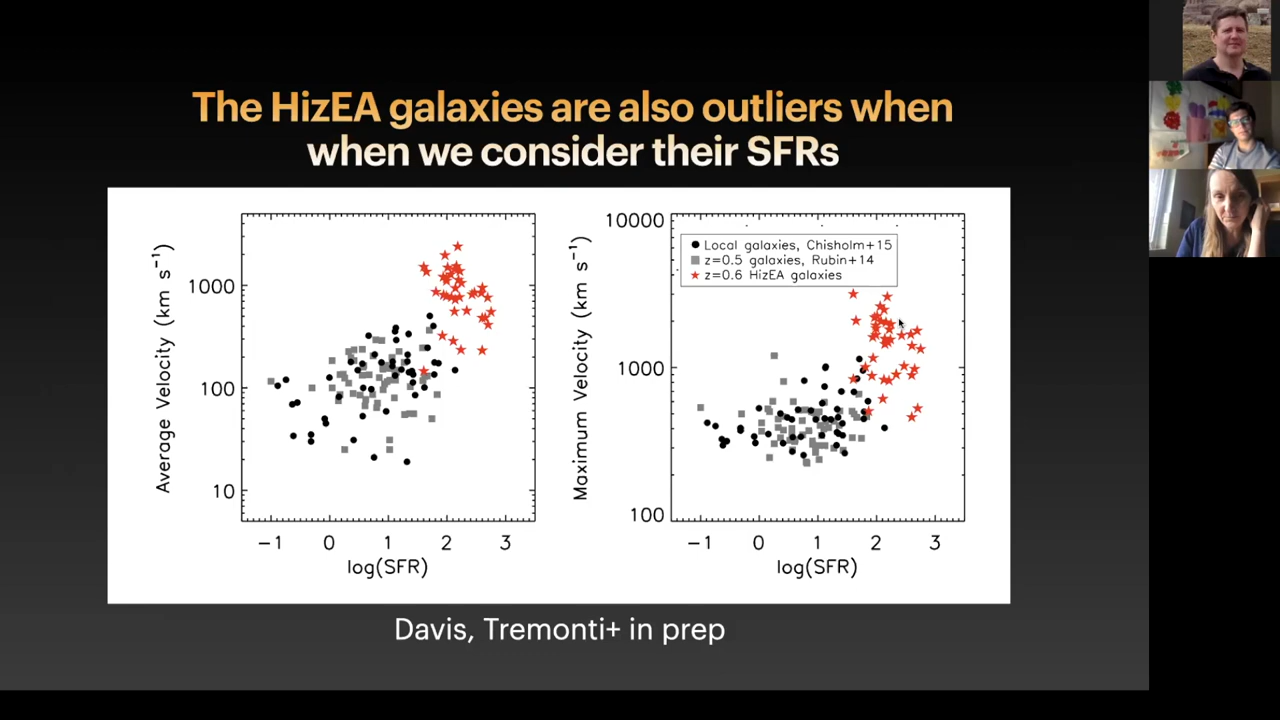 The HizEA galaxies are also outliers when
when we consider their SFRs
Average Velocity (km s⁻¹)
1000
100
10
−1 0 1 2 3
log(SFR)
Maximum Velocity (km s⁻¹)
10000
1000
100
Local galaxies, Chisholm+15
z=0.5 galaxies, Rubin+14
z=0.6 HizEA galaxies
−1 0 1 2 3
log(SFR)
Davis, Tremonti+ in prep